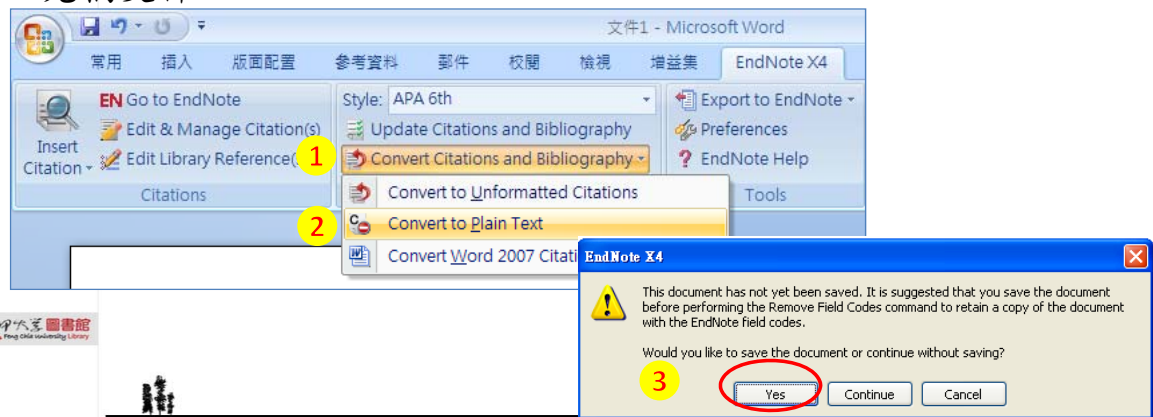 文件1 - Microsoft Word
常用 插入 版面配置 參考資料 郵件 校閱 檢視 增益集 EndNote X4
Insert Citation
EN Go to EndNote
Edit & Manage Citation(s)
Edit Library Reference(
Citations
Style: APA 6th
Update Citations and Bibliography
1 Convert Citations and Bibliography
Convert to Unformatted Citations
2 Convert to Plain Text
Convert Word 2007 Citati
Export to EndNote
Preferences
? EndNote Help
Tools
EndNote X4
This document has not yet been saved. It is suggested that you save the document
before performing the Remove Field Codes command to retain a copy of the document
with the EndNote field codes.
Would you like to save the document or continue without saving?
3
Yes Continue Cancel
圖書館
Feng Chia University Library